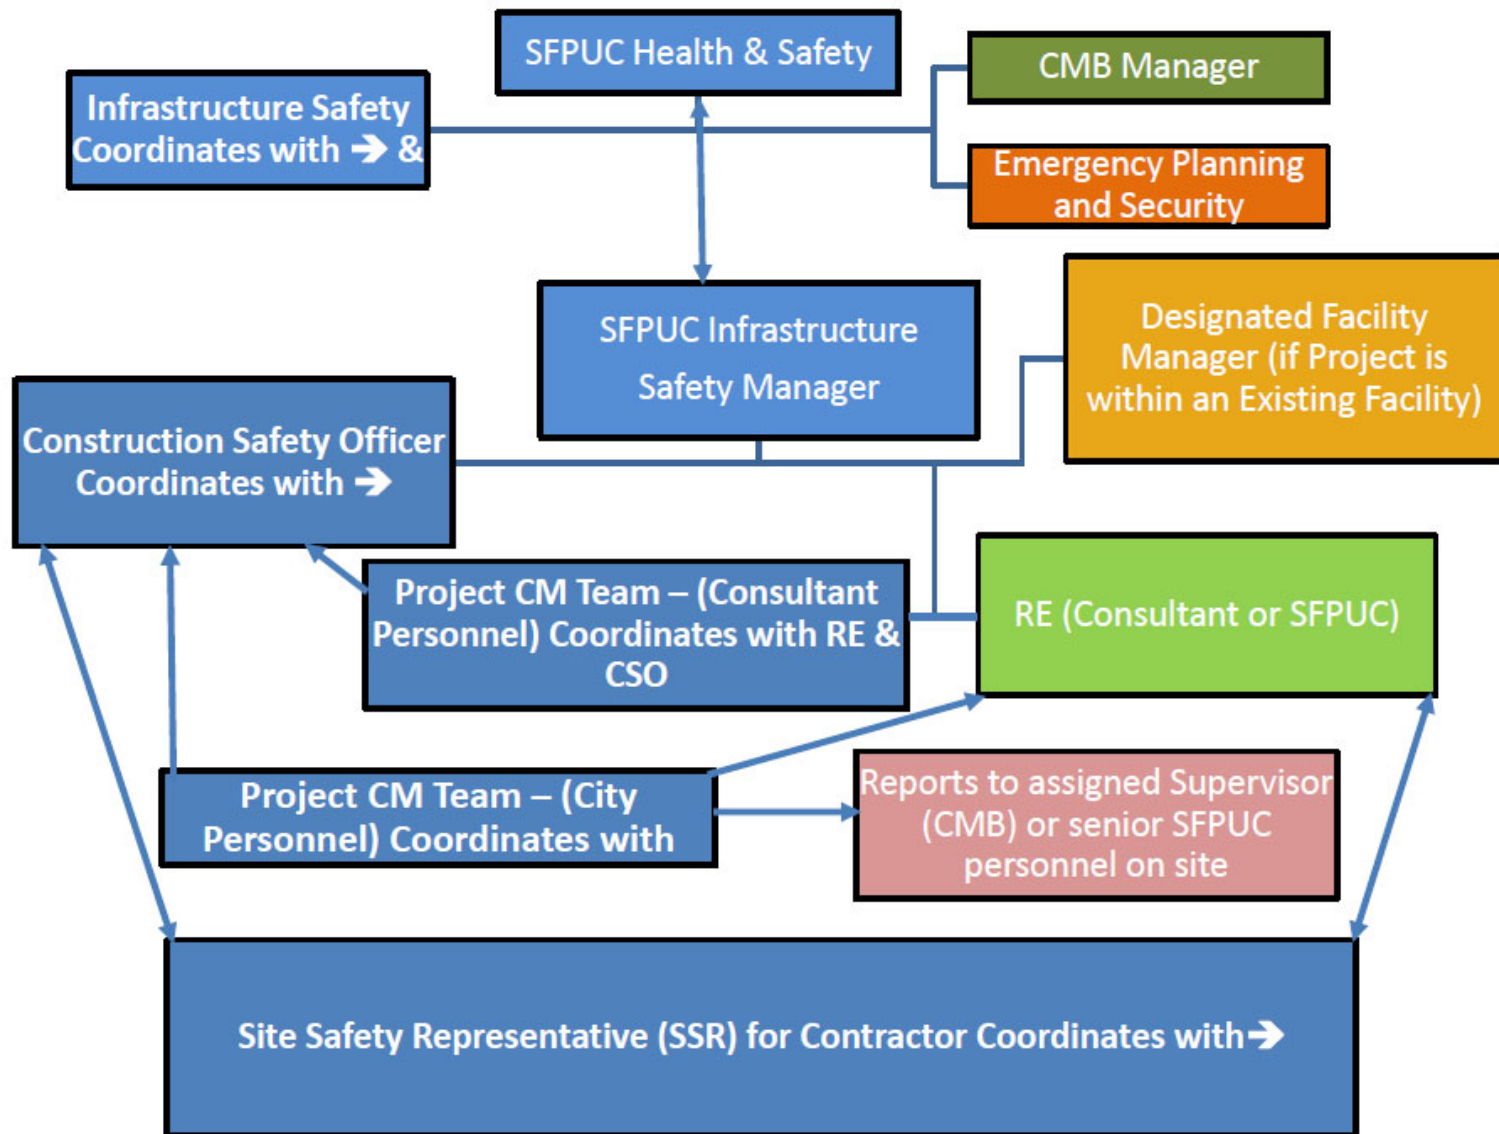 SFPUC Health & Safety
CMB Manager
Infrastructure Safety
Coordinates with ➔ &
Emergency Planning
and Security
SFPUC Infrastructure
Safety Manager
Designated Facility
Manager (if Project is
within an Existing Facility)
Construction Safety Officer
Coordinates with ➔
Project CM Team – (Consultant
Personnel) Coordinates with RE &
CSO
RE (Consultant or SFPUC)
Project CM Team – (City
Personnel) Coordinates with
Reports to assigned Supervisor
(CMB) or senior SFPUC
personnel on site
Site Safety Representative (SSR) for Contractor Coordinates with➔